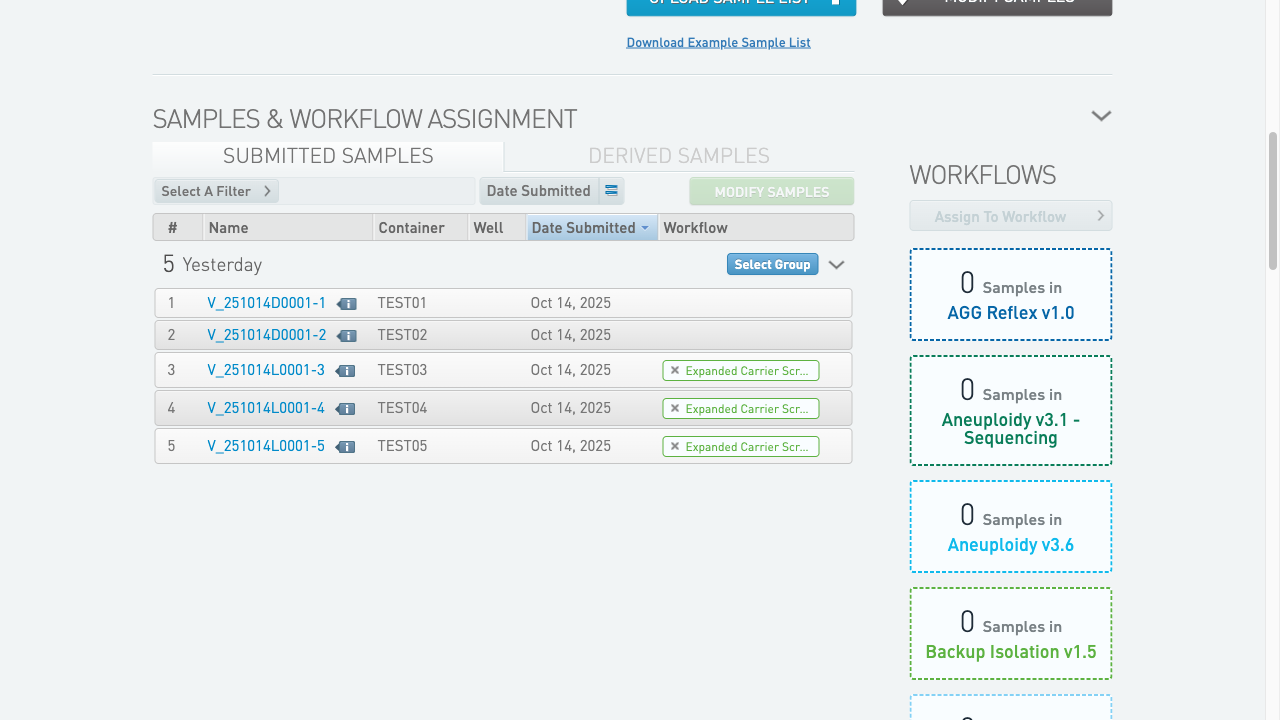 UPLOAD SAMPLE LIST
MODIFY SAMPLES
Download Example Sample List
SAMPLES & WORKFLOW ASSIGNMENT
SUBMITTED SAMPLES
DERIVED SAMPLES
Select A Filter
Date Submitted
MODIFY SAMPLES
# Name Container Well Date Submitted Workflow
5 Yesterday
Select Group
1 V_251014D0001-1 TEST01 Oct 14, 2025
2 V_251014D0001-2 TEST02 Oct 14, 2025
3 V_251014L0001-3 TEST03 Oct 14, 2025 Expanded Carrier Scr...
4 V_251014L0001-4 TEST04 Oct 14, 2025 Expanded Carrier Scr...
5 V_251014L0001-5 TEST05 Oct 14, 2025 Expanded Carrier Scr...
WORKFLOWS
Assign To Workflow
0 Samples in
AGG Reflex v1.0
0 Samples in
Aneuploidy v3.1 -
Sequencing
0 Samples in
Aneuploidy v3.6
0 Samples in
Backup Isolation v1.5